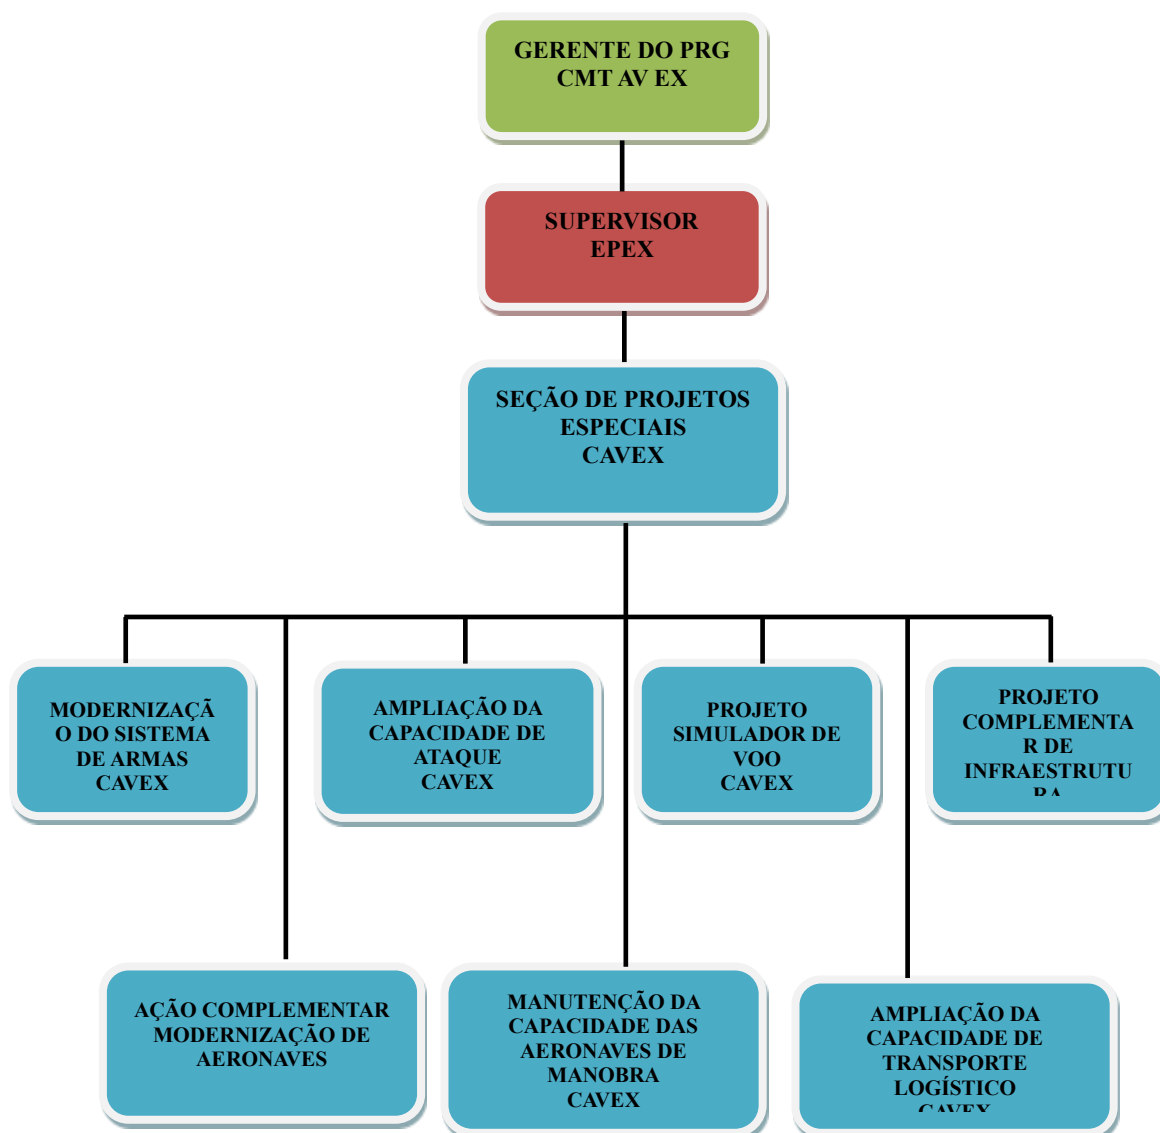 GERENTE DO PRG
CMT AV EX
SUPERVISOR
EPEX
SEÇÃO DE PROJETOS
ESPECIAIS
CAVEX
MODERNIZAÇÃ
O DO SISTEMA
DE ARMAS
CAVEX
AMPLIAÇÃO DA
CAPACIDADE DE
ATAQUE
CAVEX
PROJETO
SIMULADOR DE
VOO
CAVEX
PROJETO
COMPLEMENTA
R DE
INFRAESTRUTU
RA
AÇÃO COMPLEMENTAR
MODERNIZAÇÃO DE
AERONAVES
MANUTENÇÃO DA
CAPACIDADE DAS
AERONAVES DE
MANOBRA
CAVEX
AMPLIAÇÃO DA
CAPACIDADE DE
TRANSPORTE
LOGÍSTICO
CAVEX